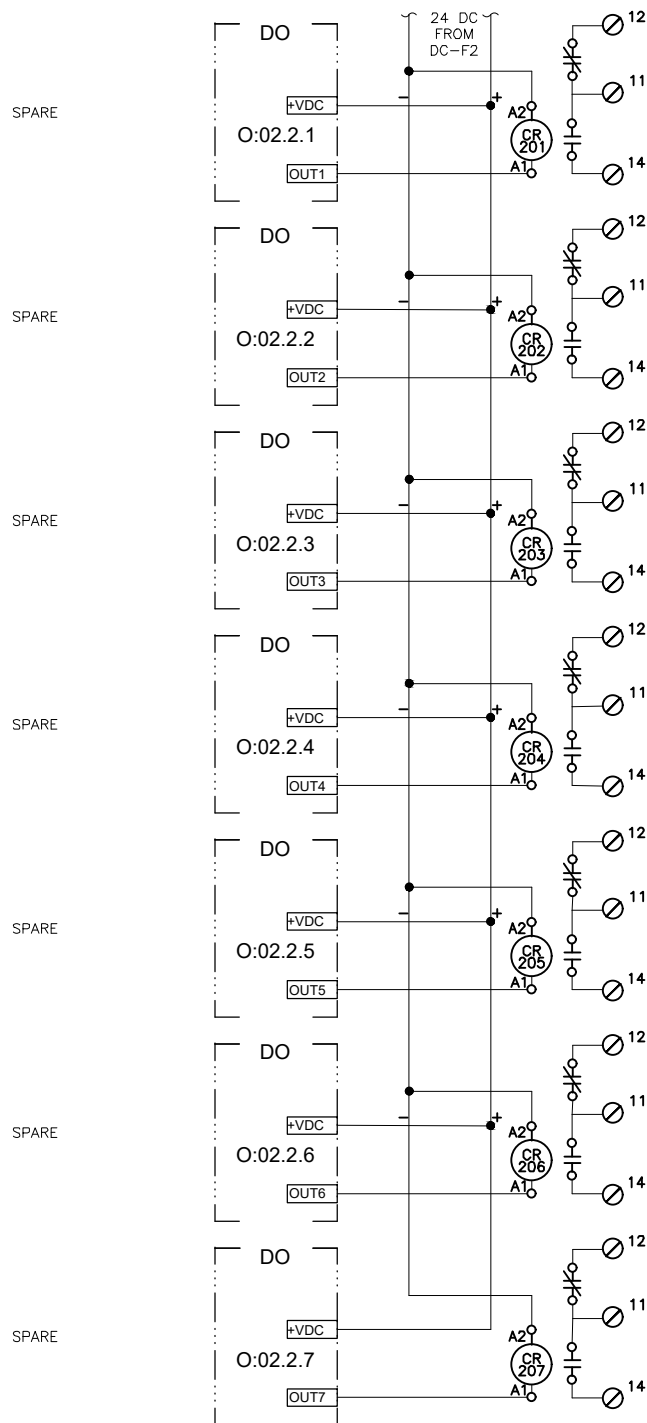 24 DC
FROM
DC-F2
DO
SPARE
+VDC
- +
O:02.2.1
OUT1
A2
CR
201
A1
12
11
14
DO
SPARE
+VDC
- +
O:02.2.2
OUT2
A2
CR
202
A1
12
11
14
DO
SPARE
+VDC
- +
O:02.2.3
OUT3
A2
CR
203
A1
12
11
14
DO
SPARE
+VDC
- +
O:02.2.4
OUT4
A2
CR
204
A1
12
11
14
DO
SPARE
+VDC
- +
O:02.2.5
OUT5
A2
CR
205
A1
12
11
14
DO
SPARE
+VDC
- +
O:02.2.6
OUT6
A2
CR
206
A1
12
11
14
DO
SPARE
+VDC
O:02.2.7
OUT7
A2
CR
207
A1
12
11
14